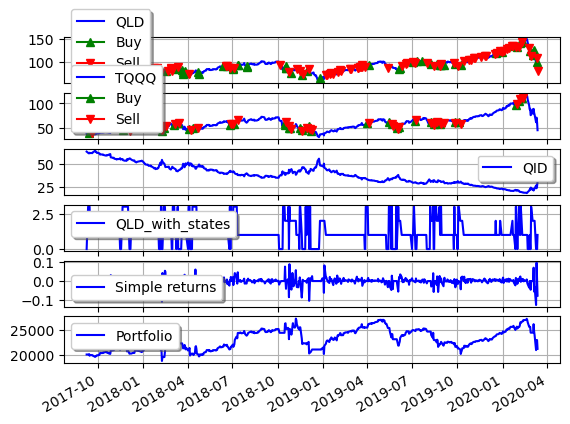 QLD
Buy
Sell
150
100
TQQQ
Buy
Sell
100
50
QID
50
25
QLD_with_states
2.5
0.0
Simple returns
0.1
0.0
−0.1
Portfolio
25000
20000
2017-10 2018-01 2018-04 2018-07 2018-10 2019-01 2019-04 2019-07 2019-10 2020-01 2020-04